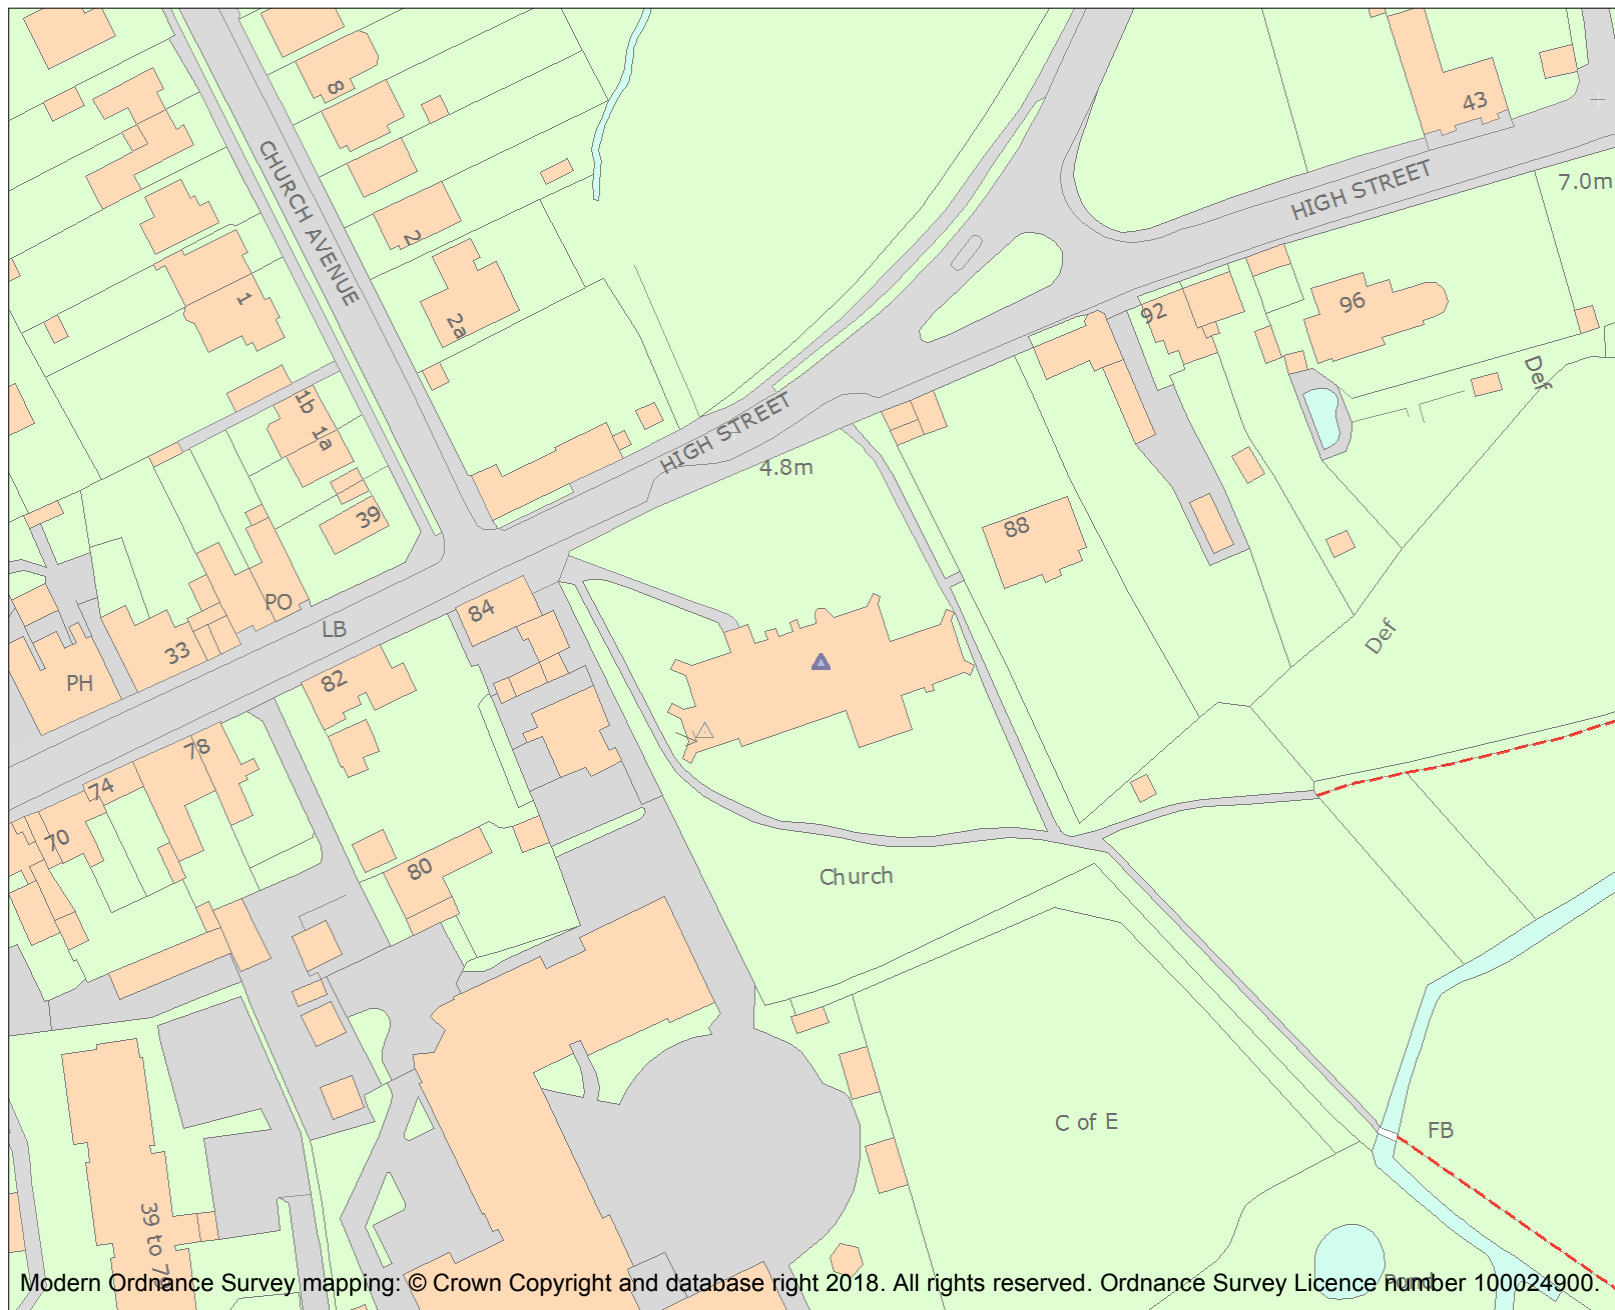 8
43
CHURCH AVENUE
HIGH STREET
7.0m
2
1
96
92
2a
Def
1b
1a
HIGH STREET
4.8m
39
88
PO
84
LB
33
Def
82
PH
78
74
70
80
Church
C of E
FB
39 to 79
Pond
Modern Ordnance Survey mapping: © Crown Copyright and database right 2018. All rights reserved. Ordnance Survey Licence number 100024900.